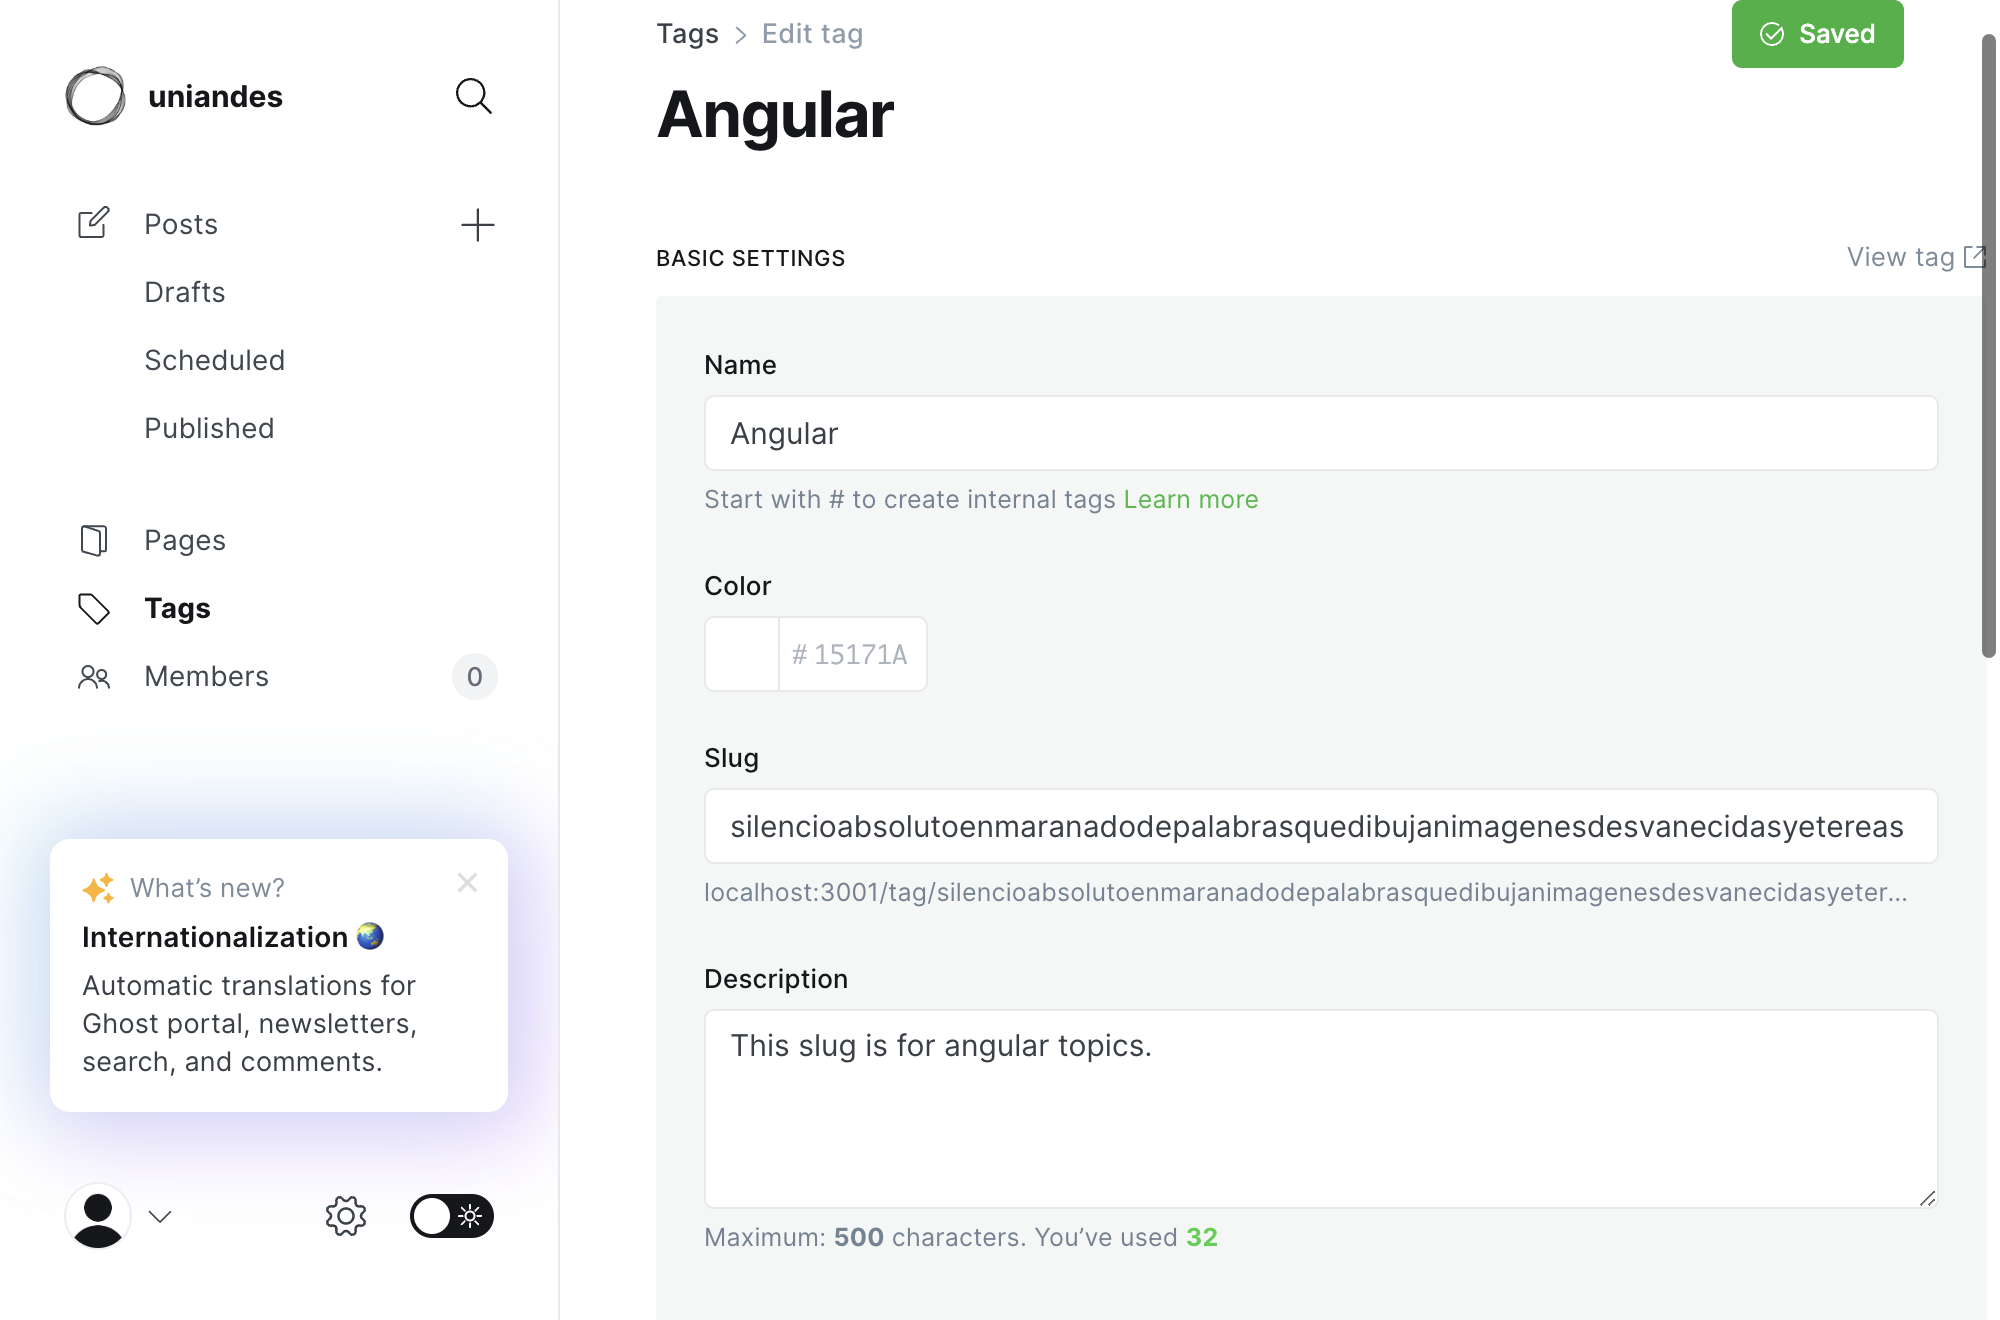 uniandes
Posts
Drafts
Scheduled
Published
Pages
Tags
Members
0
What’s new?
Internationalization
Automatic translations for
Ghost portal, newsletters,
search, and comments.
Tags > Edit tag
Saved
Angular
BASIC SETTINGS
View tag
Name
Angular
Start with # to create internal tags Learn more
Color
# 15171A
Slug
silencioabsolutoenmaranadodepalabrasquedibujanimagenesdesvanecidasyetereas
localhost:3001/tag/silencioabsolutoenmaranadodepalabrasquedibujanimagenesdesvanecidasyeter...
Description
This slug is for angular topics.
Maximum: 500 characters. You’ve used 32